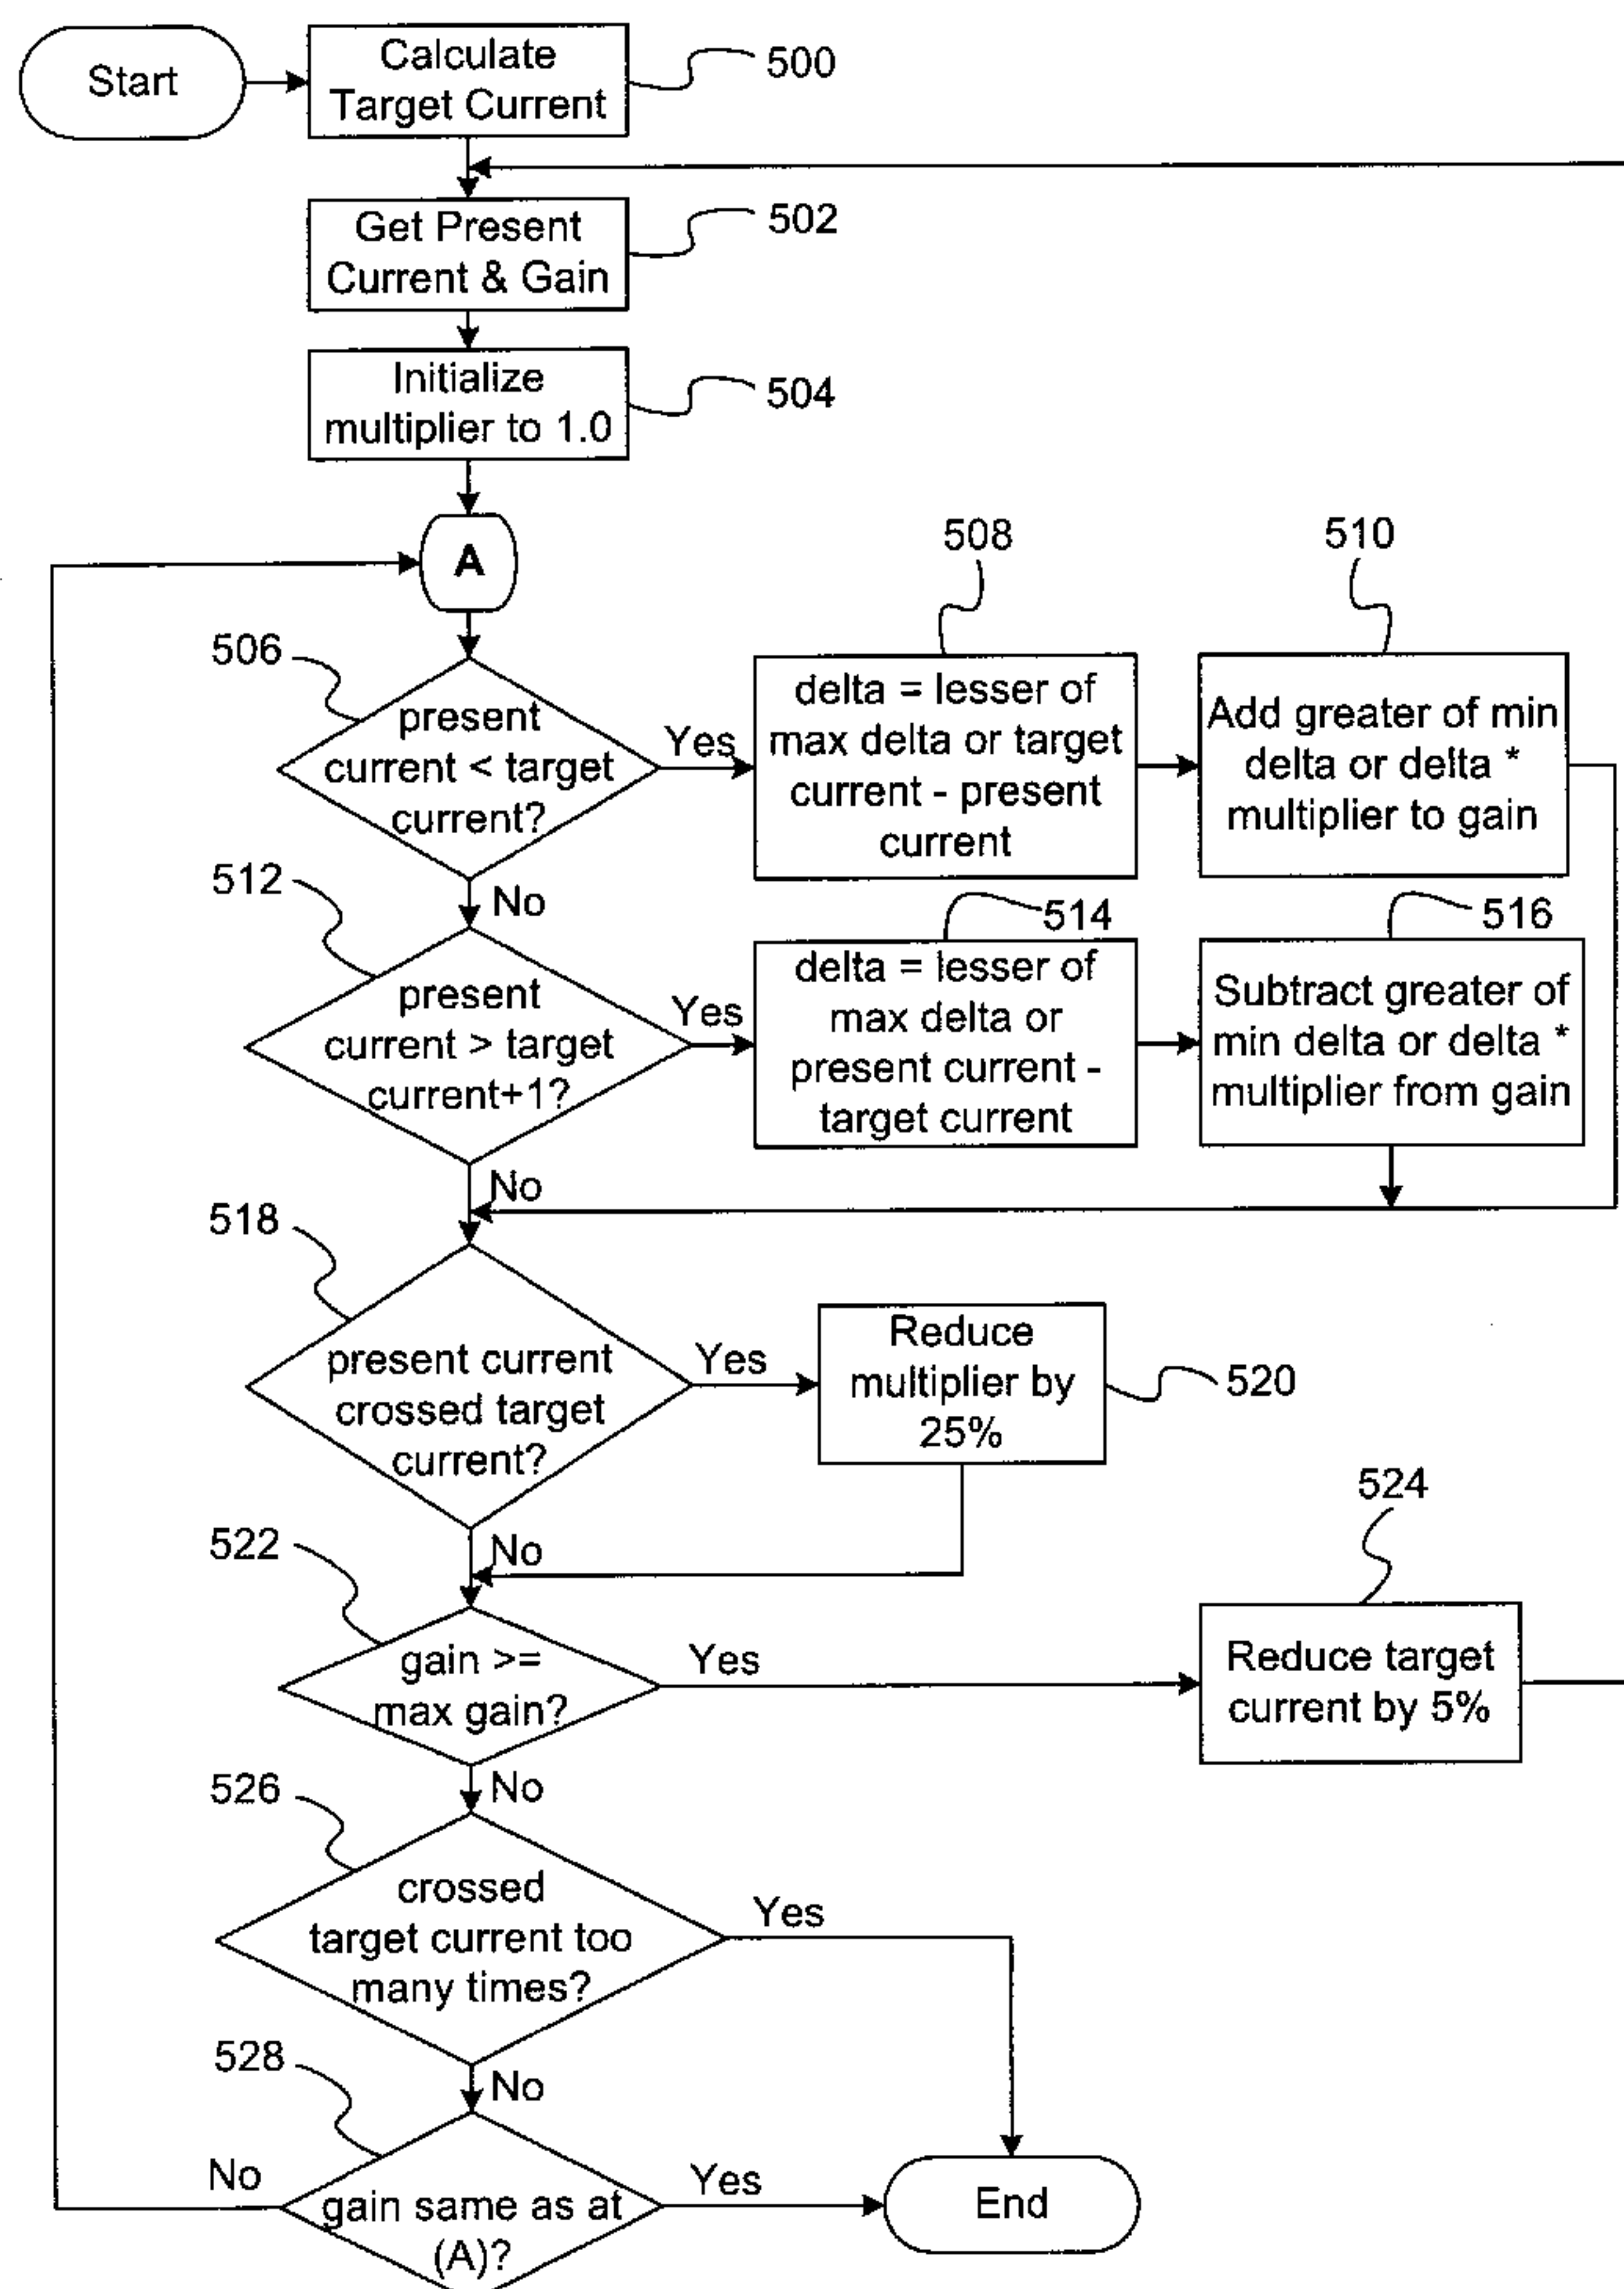 Start
Calculate
Target Current
500
Get Present
Current & Gain
502
Initialize
multiplier to 1.0
504
A
506
present
current < target
current?
Yes
508
delta = lesser of
max delta or target
current - present
current
510
Add greater of min
delta or delta *
multiplier to gain
No
512
present
current > target
current+1?
Yes
514
delta = lesser of
max delta or
present current -
target current
516
Subtract greater of
min delta or delta *
multiplier from gain
No
518
present current
crossed target
current?
Yes
Reduce
multiplier by
25%
520
No
522
gain >=
max gain?
Yes
524
Reduce target
current by 5%
No
526
crossed
target current too
many times?
Yes
No
528
No
gain same as at
(A)?
Yes
End